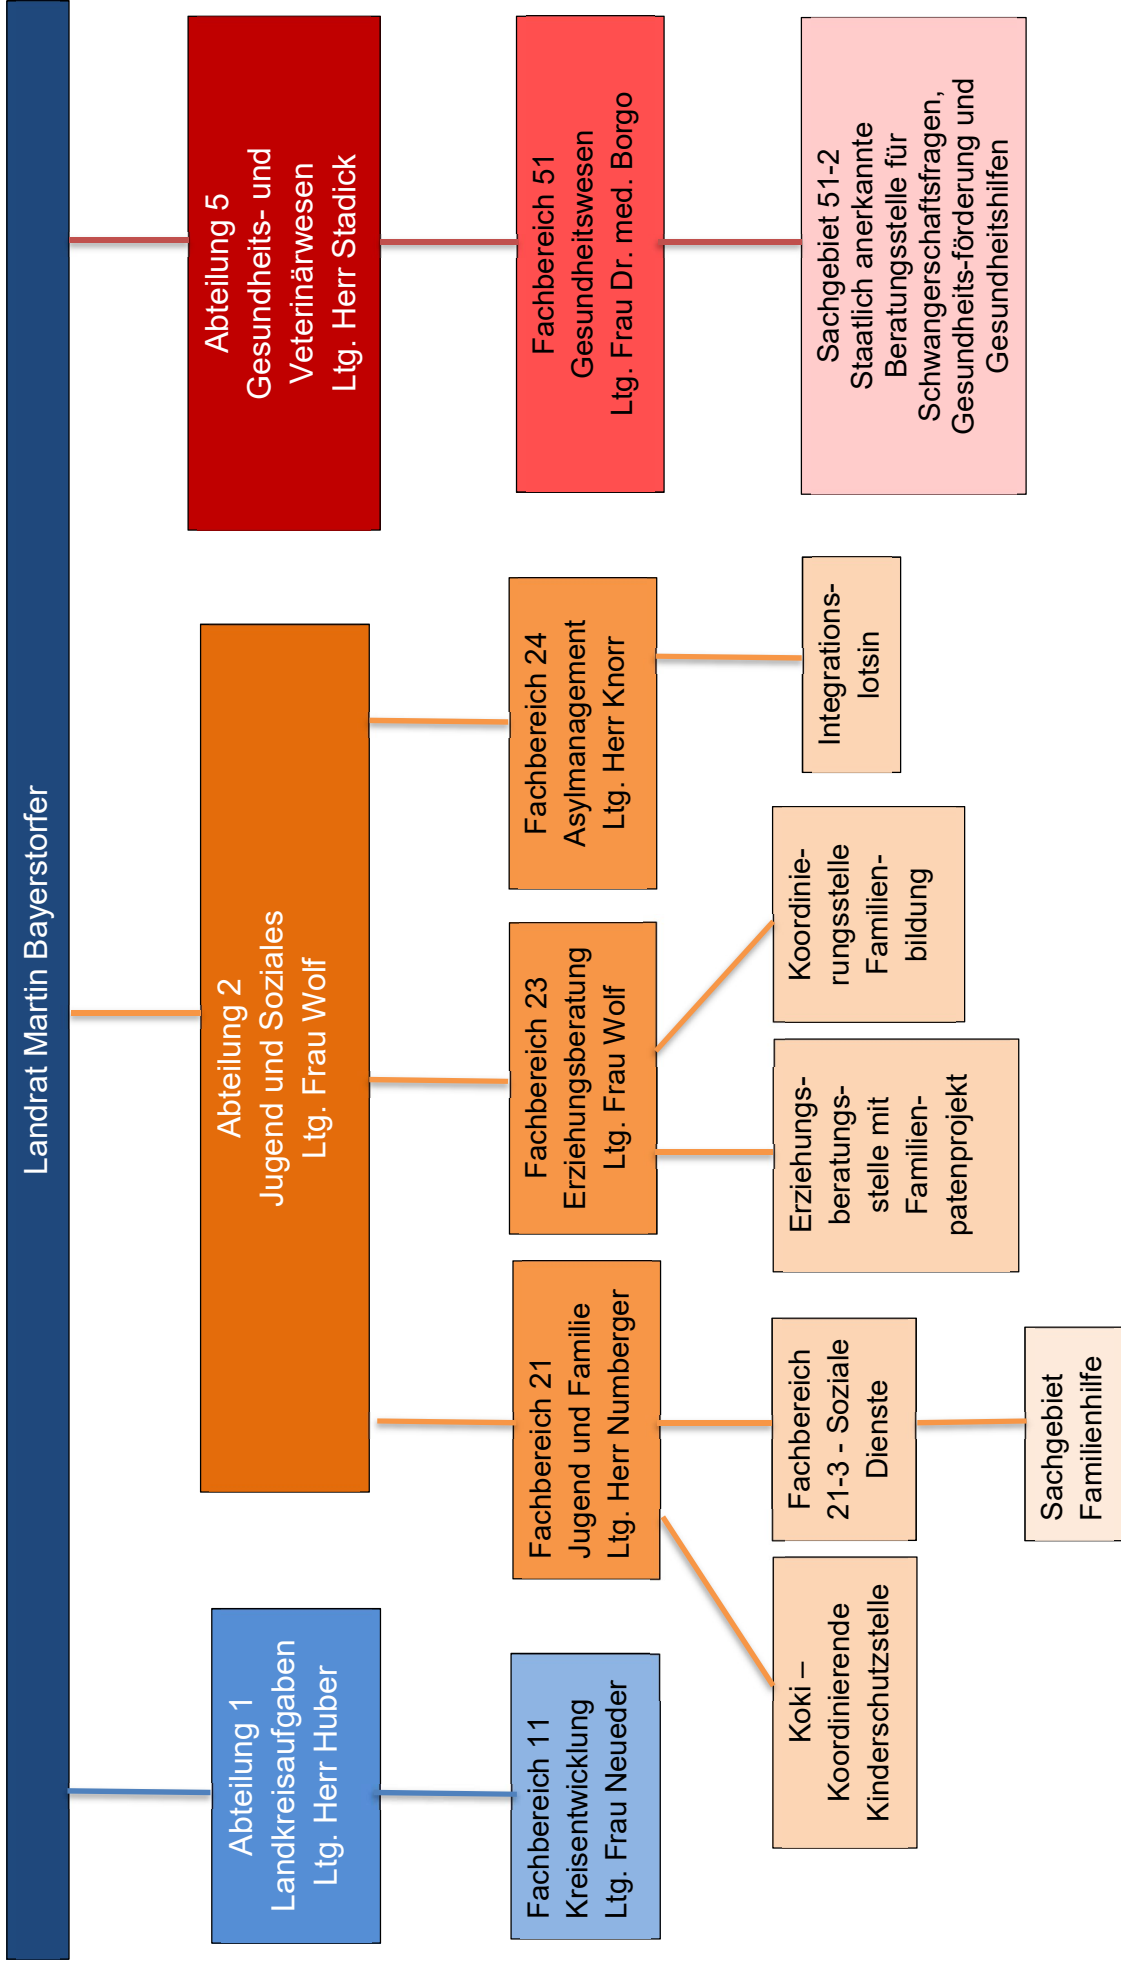 Landrat Martin Bayerstorfer
Abteilung 1
Landkreisaufgaben
Ltg. Herr Huber
Abteilung 2
Jugend und Soziales
Ltg. Frau Wolf
Abteilung 5
Gesundheits- und
Veterinärwesen
Ltg. Herr Stadick
Fachbereich 11
Kreisentwicklung
Ltg. Frau Neueder
Fachbereich 21
Jugend und Familie
Ltg. Herr Numberger
Fachbereich 23
Erziehungsberatung
Ltg. Frau Wolf
Fachbereich 24
Asylmanagement
Ltg. Herr Knorr
Fachbereich 51
Gesundheitswesen
Ltg. Frau Dr. med. Borgo
Koki –
Koordinierende
Kinderschutzstelle
Fachbereich
21-3 - Soziale
Dienste
Erziehungs-
beratungs-
stelle mit
Familien-
patenprojekt
Koordinie-
rungsstelle
Familien-
bildung
Integrations-
lotsin
Sachgebiet 51-2
Staatlich anerkannte
Beratungsstelle für
Schwangerschaftsfragen,
Gesundheits-förderung und
Gesundheitshilfen
Sachgebiet
Familienhilfe